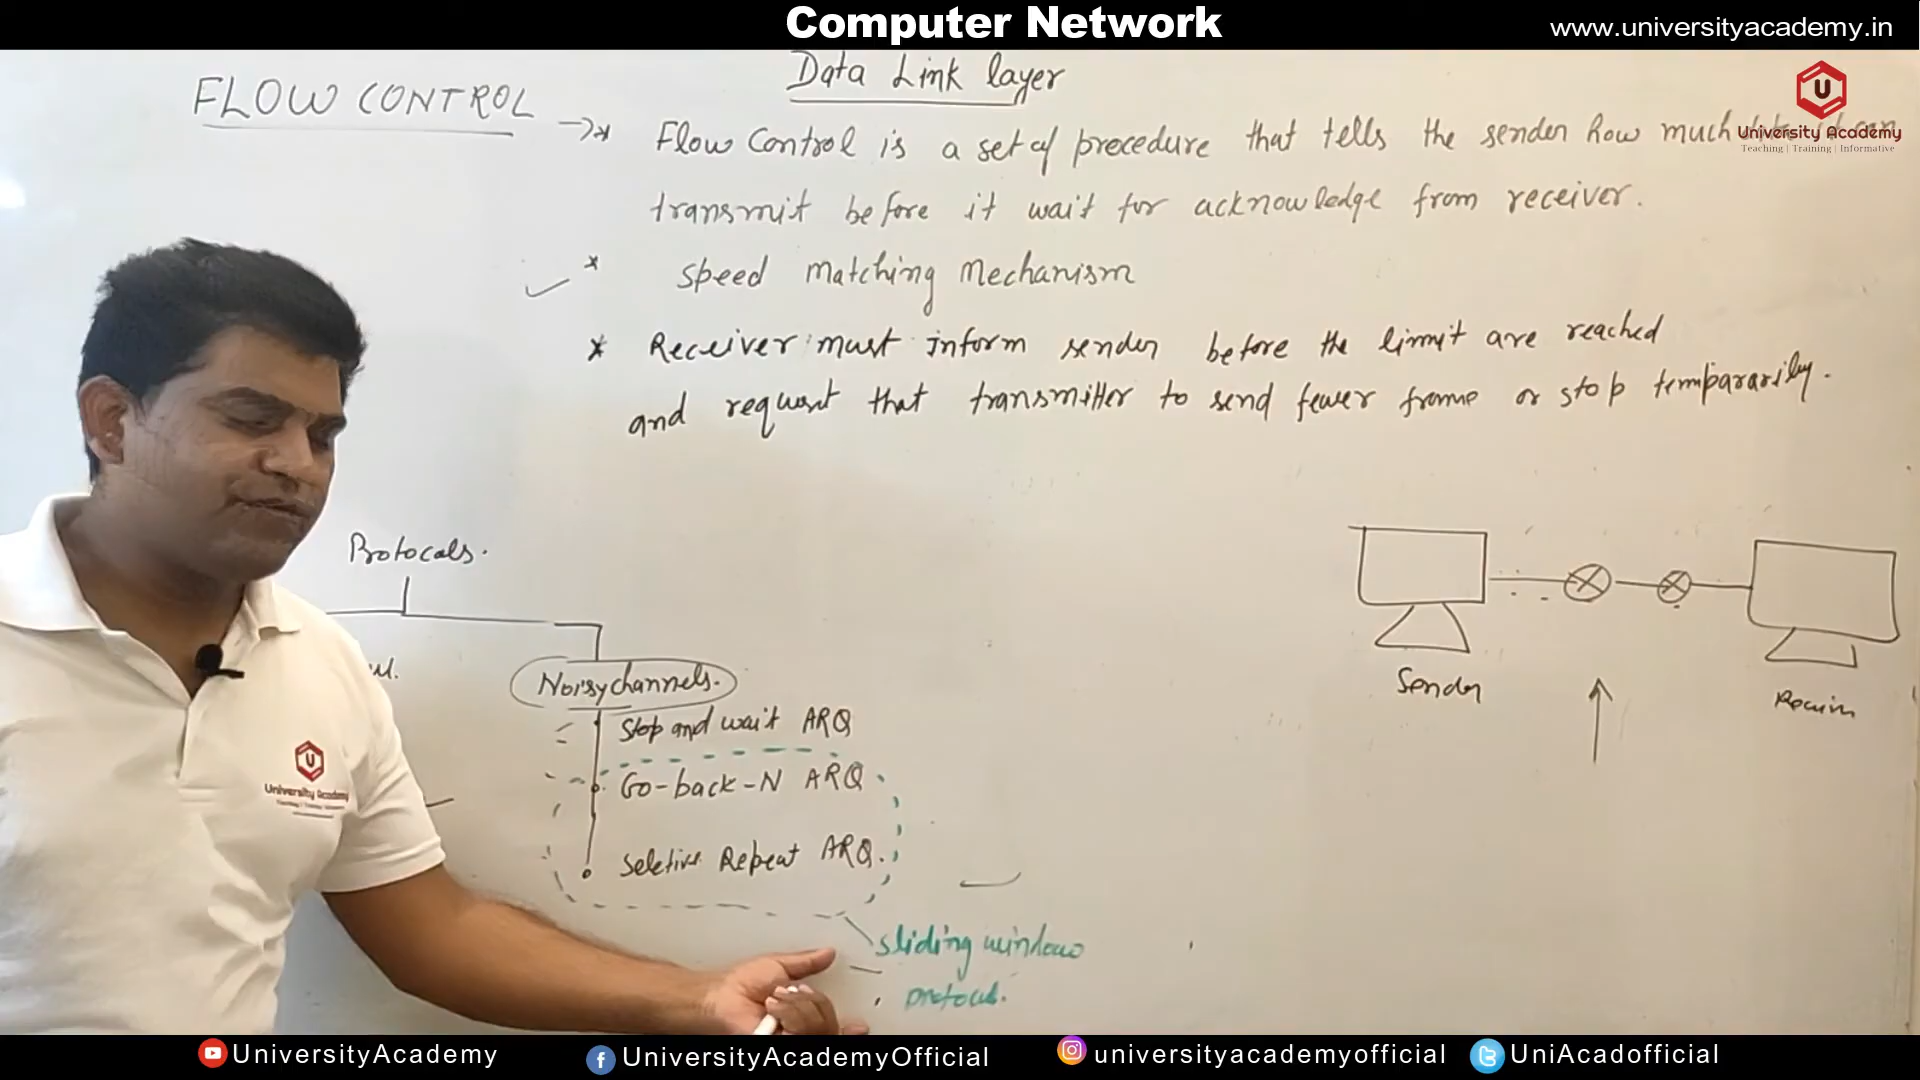 Computer Network
www.universityacademy.in
Data Link layer
FLOW CONTROL
University Academy
Teaching | Training | Informative
* Flow Control is a set of precedure that tells the sender how much
transmit before it wait for acknowledge from receiver.
* Speed Matching Mechanism
* Receiver must inform sender before the limit are reached
and request that transmitter to send fewer frame or stop tempararily.
Protocals.
Noisy channels.
Stop and wait ARQ
Go-back-N ARQ
Seletive Repeat ARQ.
Sender
sliding window
University Academy
UniversityAcademy
UniversityAcademyOfficial
universityacademyofficial
UniAcadofficial